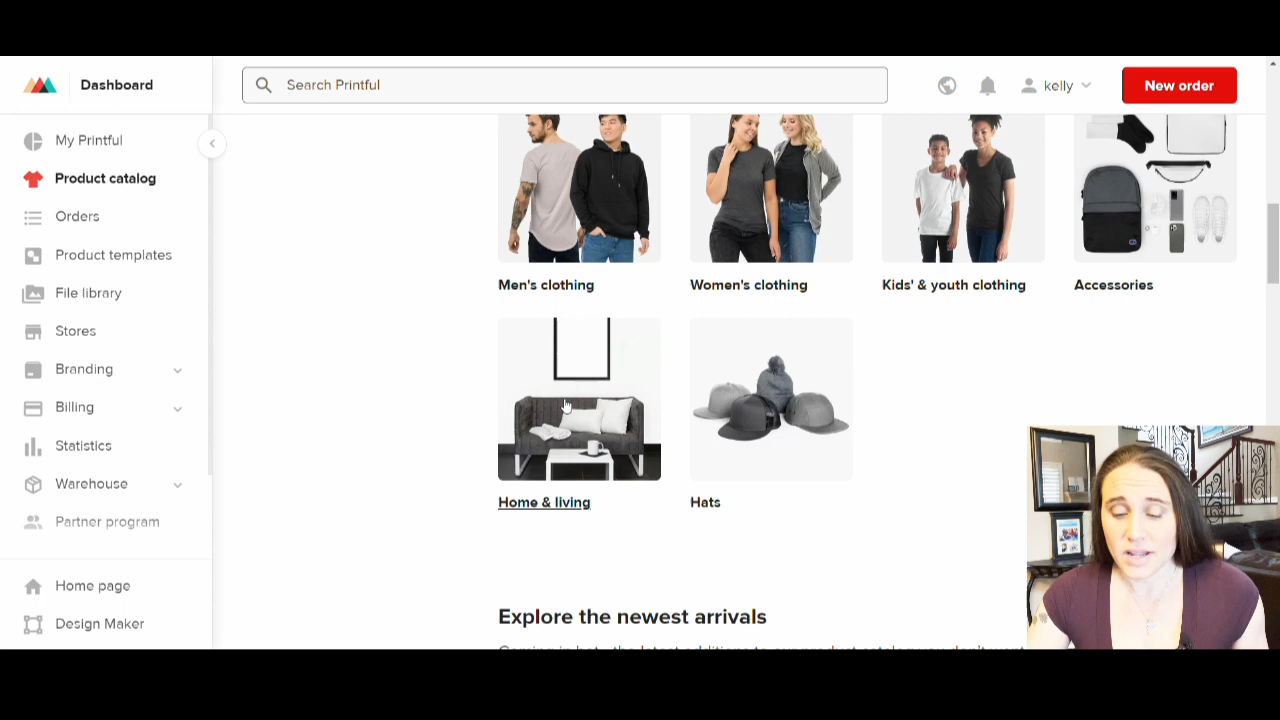 Dashboard
Search Printful
kelly
New order
My Printful
Product catalog
Orders
Product templates
File library
Stores
Branding
Billing
Statistics
Warehouse
Partner program
Home page
Design Maker
Men's clothing
Women's clothing
Kids' & youth clothing
Accessories
Home & living
Hats
Explore the newest arrivals